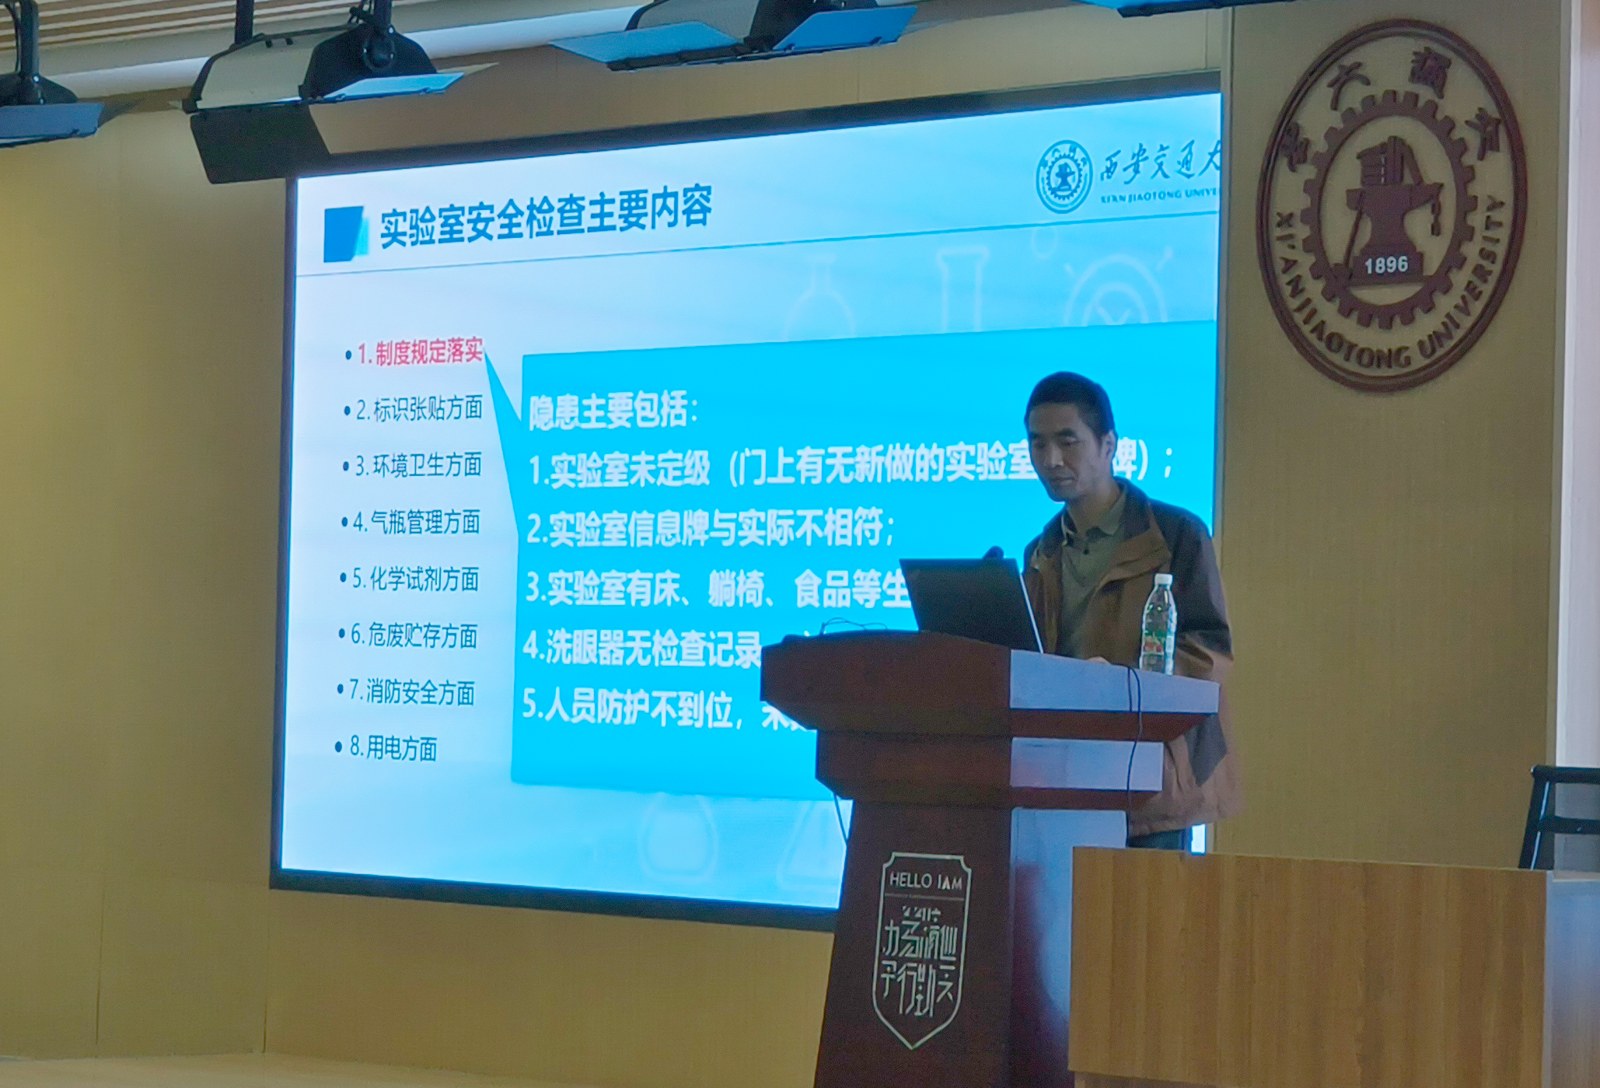 实验室安全检查主要内容
西安交通大
XI'AN JIAOTONG UNIVE
•1.制度规定落实
•2.标识张贴方面
•3.环境卫生方面
•4.气瓶管理方面
•5.化学试剂方面
•6.危废贮存方面
•7.消防安全方面
•8.用电方面
隐患主要包括：
1.实验室未定级（门上有无新做的实验室 牌）；
2.实验室信息牌与实际不相符；
3.实验室有床、躺椅、食品等生
4.洗眼器无检查记录
5.人员防护不到位，未
1896
XI'AN JIAOTONG UNIVERSITY
HELLO IAM